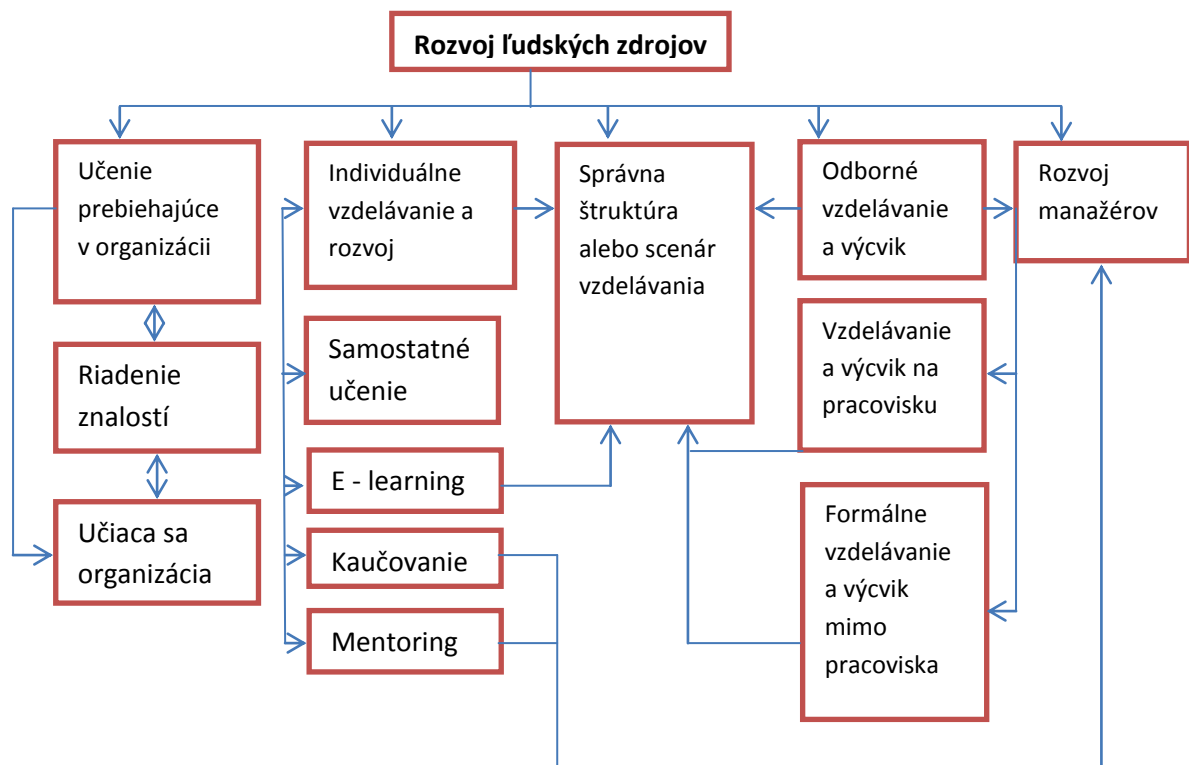 Rozvoj ľudských zdrojov
Učenie
prebiehajúce
v organizácii
Individuálne
vzdelávanie a
rozvoj
Správna
štruktúra
alebo scenár
vzdelávania
Odborné
vzdelávanie
a výcvik
Rozvoj
manažérov
Riadenie
znalostí
Samostatné
učenie
Vzdelávanie
a výcvik na
pracovisku
E - learning
Učiaca sa
organizácia
Kaučovanie
Mentoring
Formálne
vzdelávanie
a výcvik
mimo
pracoviska